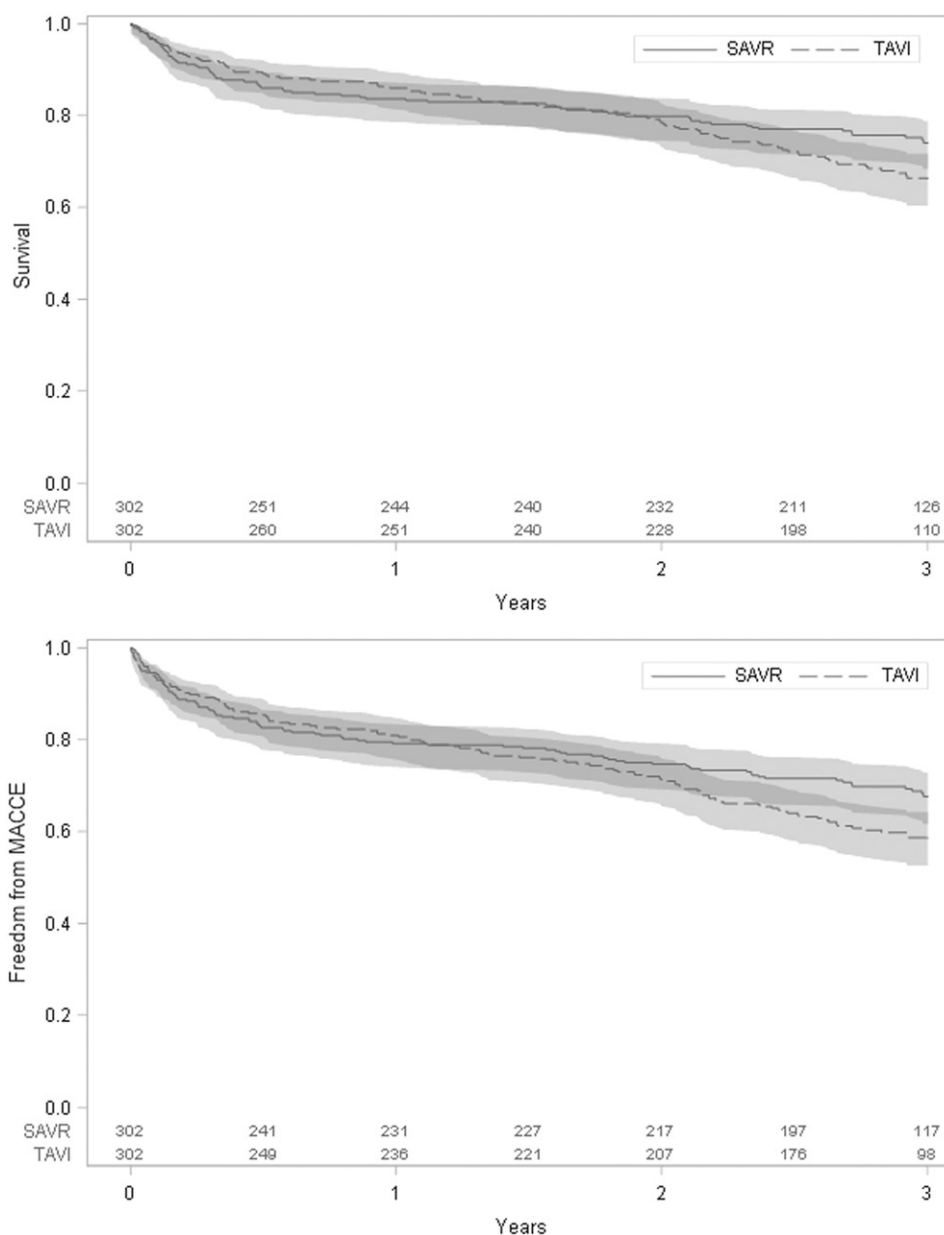 1.0
SAVR TAVI
0.8
0.6
Survival
0.4
0.2
0.0
SAVR 302 251 244 240 232 211 126
TAVI 302 260 251 240 228 198 110
0 1 2 3
Years
1.0
SAVR TAVI
0.8
0.6
Freedom from MACCE
0.4
0.2
0.0
SAVR 302 241 231 227 217 197 117
TAVI 302 249 236 221 207 176 98
0 1 2 3
Years